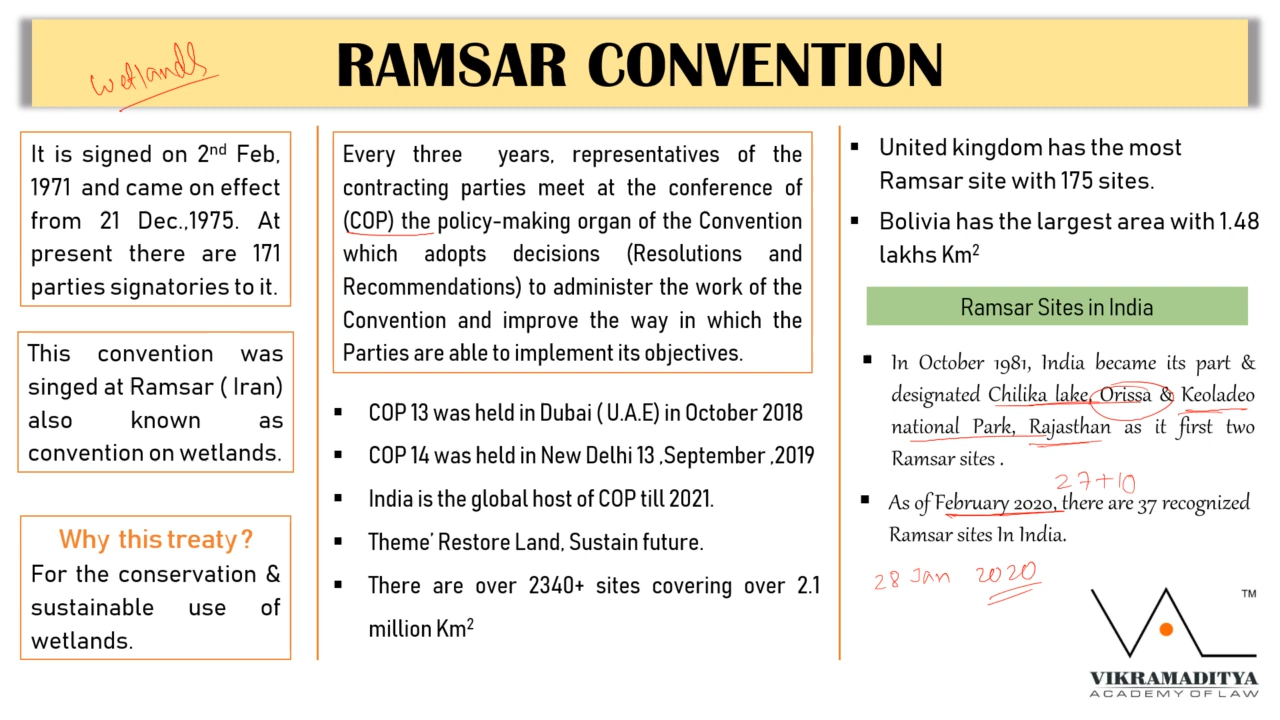 wetlands
RAMSAR CONVENTION
It is signed on 2nd Feb,
1971 and came on effect
from 21 Dec.,1975. At
present there are 171
parties signatories to it.
This convention was
singed at Ramsar ( Iran)
also known as
convention on wetlands.
Why this treaty?
For the conservation &
sustainable use of
wetlands.
Every three years, representatives of the
contracting parties meet at the conference of
(COP) the policy-making organ of the Convention
which adopts decisions (Resolutions and
Recommendations) to administer the work of the
Convention and improve the way in which the
Parties are able to implement its objectives.
▪ COP 13 was held in Dubai ( U.A.E) in October 2018
▪ COP 14 was held in New Delhi 13 ,September ,2019
▪ India is the global host of COP till 2021.
▪ Theme' Restore Land, Sustain future.
▪ There are over 2340+ sites covering over 2.1
million Km2
▪ United kingdom has the most
Ramsar site with 175 sites.
▪ Bolivia has the largest area with 1.48
lakhs Km2
Ramsar Sites in India
▪ In October 1981, India became its part &
designated Chilika lake, Orissa & Keoladeo
national Park, Rajasthan as it first two
Ramsar sites .
27+10
▪ As of February 2020, there are 37 recognized
Ramsar sites In India.
28 Jan 2020
TM
VIKRAMADITYA
ACADEMY OF LAW